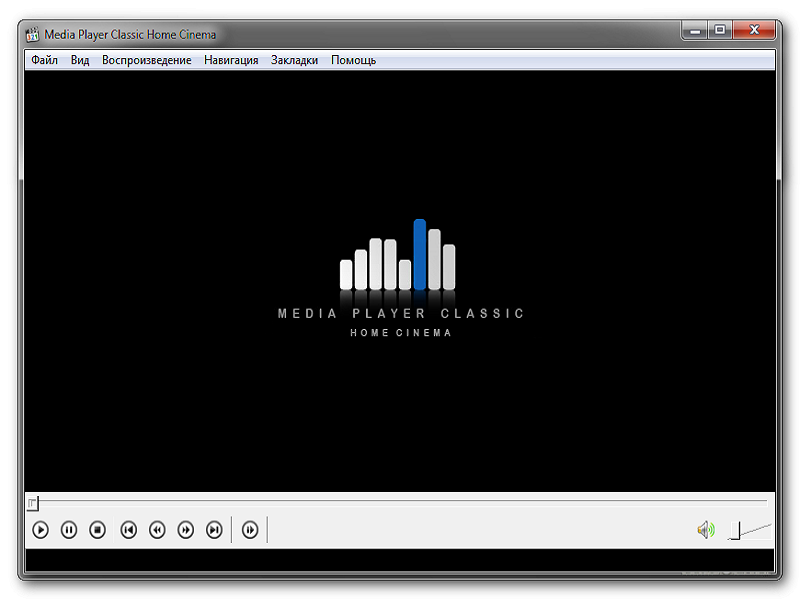 Media Player Classic Home Cinema
Файл Вид Воспроизведение Навигация Закладки Помощь
MEDIA PLAYER CLASSIC
HOME CINEMA